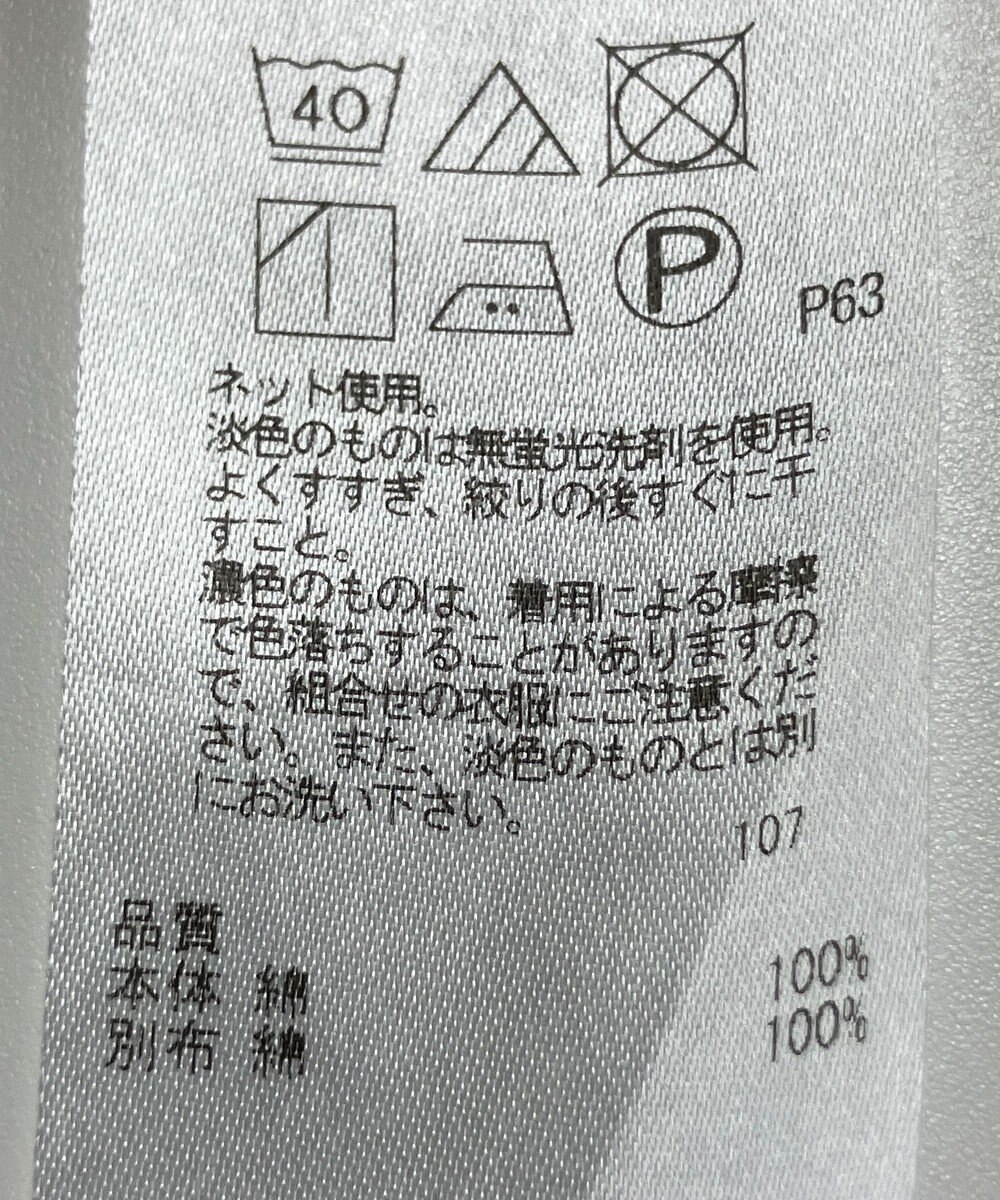 40
P
P63
ネット使用。
淡色のものは無蛍光洗剤を使用。
よくすすぎ、絞りの後すぐに干
すこと。
濃色のものは、着用による摩擦
で色落ちすることがありますの
で、組合せの衣服にご注意くだ
さい。また、淡色のものとは別
にお洗い下さい。
107
品質
本体 綿 100%
別布 綿 100%